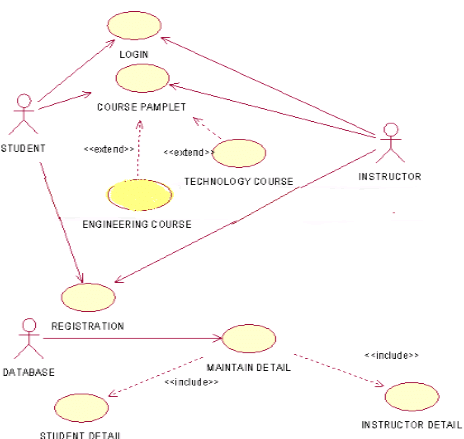 LOGIN
COURSE PAMPLET
STUDENT
<<extend>>
<<extend>>
INSTRUCTOR
TECHNOLOGY COURSE
ENGINEERING COURSE
REGISTRATION
DATABASE
MAINTAIN DETAIL
<<include>>
<<include>>
STUDENT DETAIL
INSTRUCTOR DETAIL